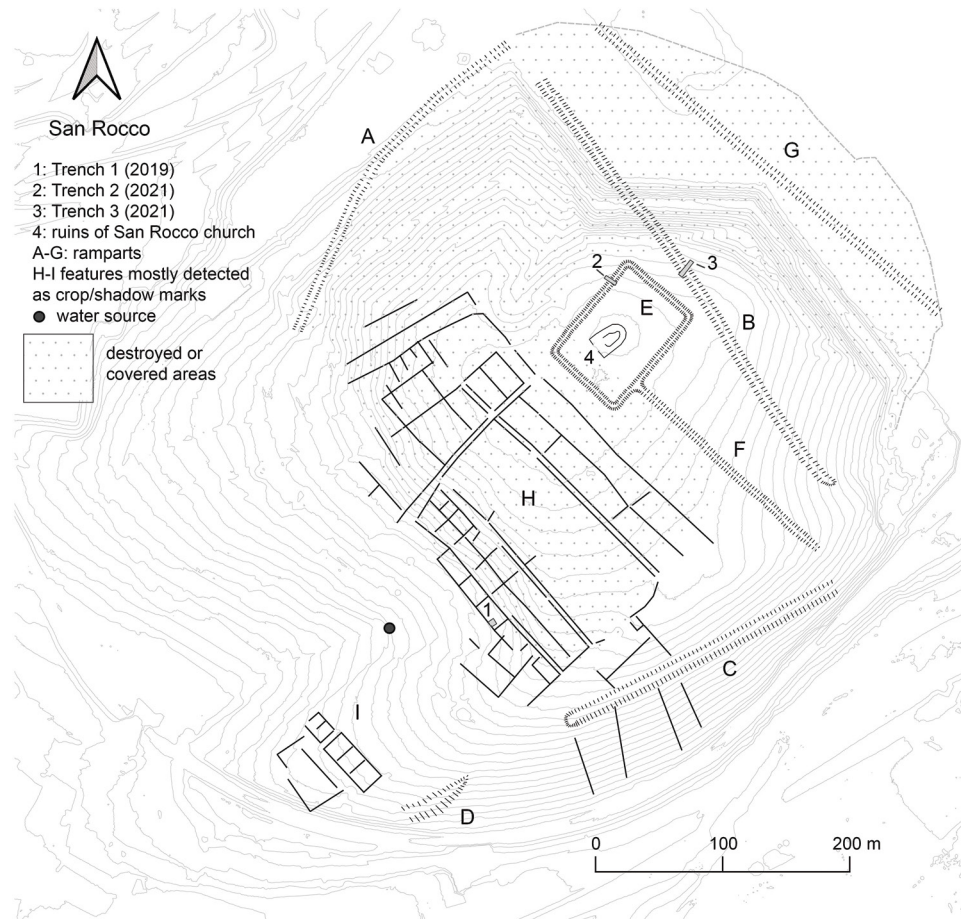 San Rocco
1: Trench 1 (2019)
2: Trench 2 (2021)
3: Trench 3 (2021)
4: ruins of San Rocco church
A-G: ramparts
H-I features mostly detected
as crop/shadow marks
water source
destroyed or
covered areas
A
G
2
3
E
B
4
F
H
1
C
I
D
0 100 200 m